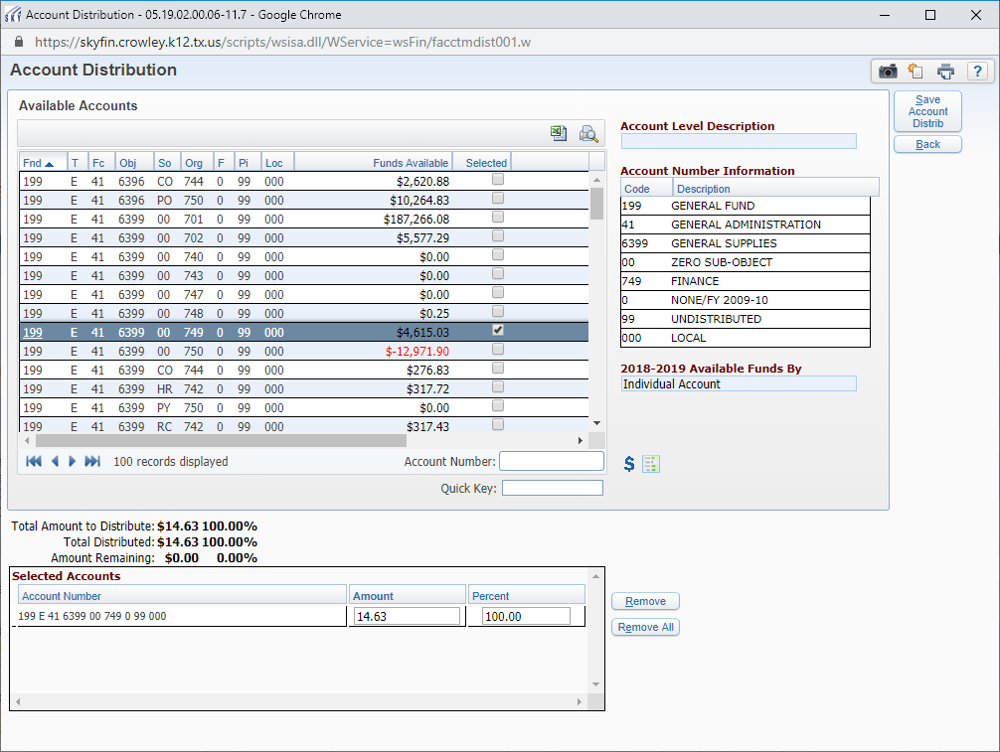 Account Distribution - 05.19.02.00.06-11.7 - Google Chrome
https://skyfin.crowley.k12.tx.us/scripts/wsisa.dll/WService=wsFin/facctmdist001.w
Account Distribution
?
Available Accounts
Save Account Distrib
Back
Fnd T Fc Obj So Org F Pi Loc Funds Available Selected
199 E 41 6396 CO 744 0 99 000 $2,620.88
199 E 41 6396 PO 750 0 99 000 $10,264.83
199 E 41 6399 00 701 0 99 000 $187,266.08
199 E 41 6399 00 702 0 99 000 $5,577.29
199 E 41 6399 00 740 0 99 000 $0.00
199 E 41 6399 00 743 0 99 000 $0.00
199 E 41 6399 00 747 0 99 000 $0.00
199 E 41 6399 00 748 0 99 000 $0.25
199 E 41 6399 00 749 0 99 000 $4,615.03
199 E 41 6399 00 750 0 99 000 $-12,971.90
199 E 41 6399 CO 744 0 99 000 $276.83
199 E 41 6399 HR 742 0 99 000 $317.72
199 E 41 6399 PY 750 0 99 000 $0.00
199 E 41 6399 RC 742 0 99 000 $317.43
100 records displayed Account Number:
Quick Key:
Account Level Description
Account Number Information
Code Description
199 GENERAL FUND
41 GENERAL ADMINISTRATION
6399 GENERAL SUPPLIES
00 ZERO SUB-OBJECT
749 FINANCE
0 NONE/FY 2009-10
99 UNDISTRIBUTED
000 LOCAL
2018-2019 Available Funds By
Individual Account
$
Total Amount to Distribute: $14.63 100.00%
Total Distributed: $14.63 100.00%
Amount Remaining: $0.00 0.00%
Selected Accounts
Account Number Amount Percent
199 E 41 6399 00 749 0 99 000 14.63 100.00
Remove
Remove All